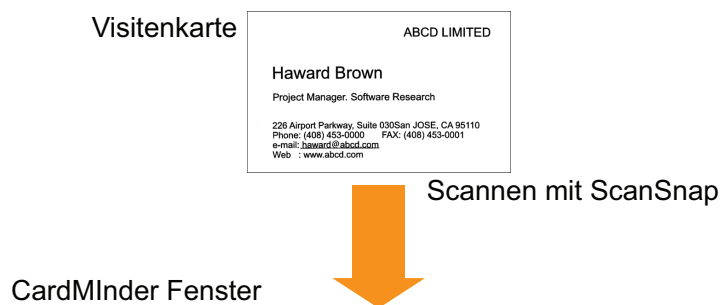 Visitenkarte
ABCD LIMITED
Haward Brown
Project Manager. Software Research
226 Airport Parkway, Suite 030San JOSE, CA 95110
Phone: (408) 453-0000 FAX: (408) 453-0001
e-mail: haward@abcd.com
Web : www.abcd.com
Scannen mit ScanSnap
CardMInder Fenster